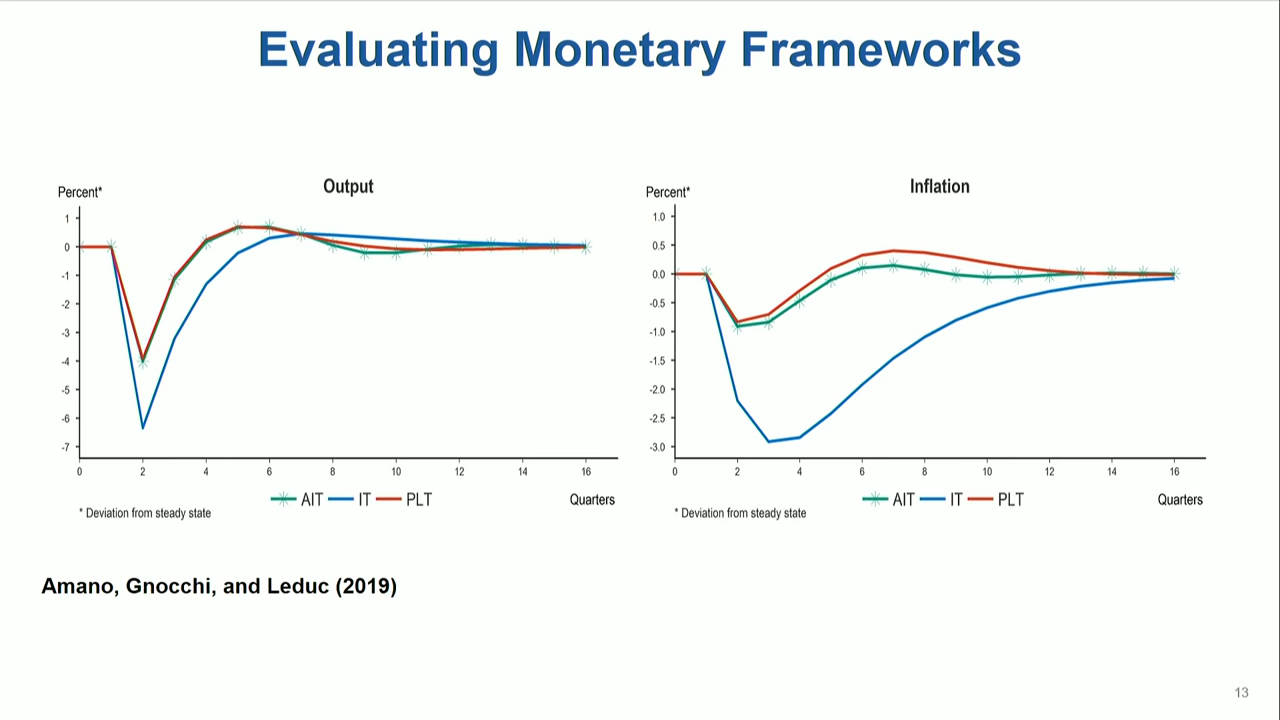 Evaluating Monetary Frameworks
Output
Percent*
1
0
-1
-2
-3
-4
-5
-6
-7
0 2 4 6 8 10 12 14 16
AIT IT PLT
Quarters
* Deviation from steady state
Inflation
Percent*
1.0
0.5
0.0
-0.5
-1.0
-1.5
-2.0
-2.5
-3.0
0 2 4 6 8 10 12 14 16
AIT IT PLT
Quarters
* Deviation from steady state
Amano, Gnocchi, and Leduc (2019)
13